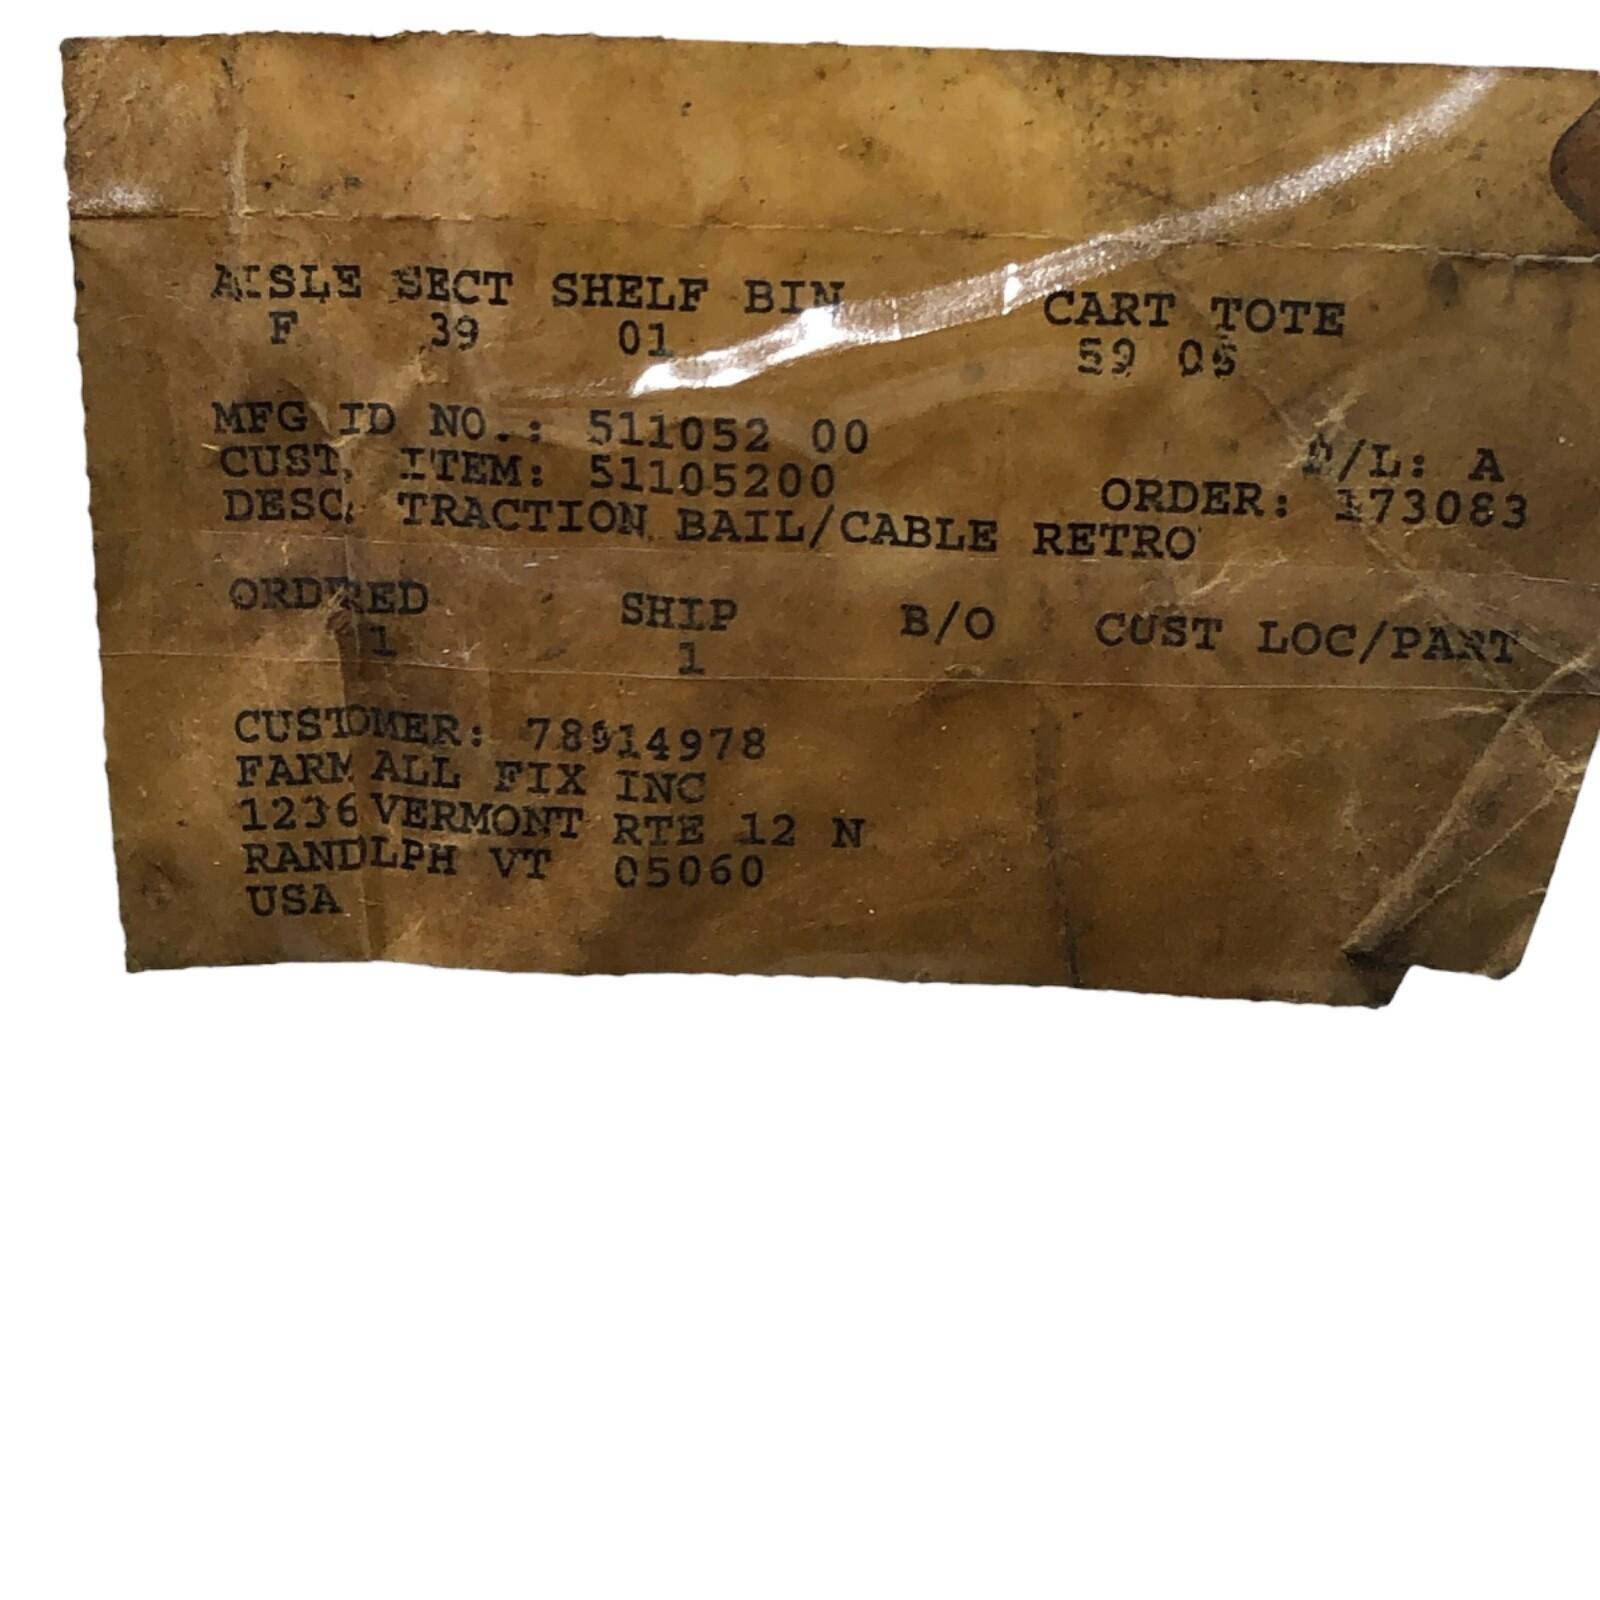 AISLE SECT SHELF BIN CART TOTE
F 39 01 59 05
MFG ID NO.: 511052 00
D/L: A
CUST. ITEM: 51105200
ORDER: 173083
DESC: TRACTION BAIL/CABLE RETRO
ORDERED SHIP B/O CUST LOC/PART
1 1
CUSTOMER: 78914978
FARM ALL FIX INC
1236 VERMONT RTE 12 N
RANDLPH VT 05060
USA